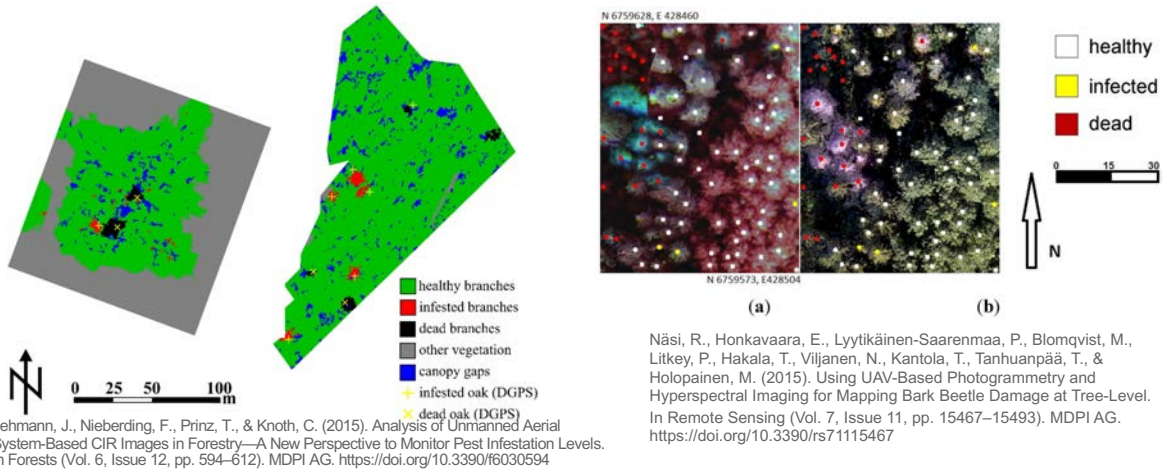 healthy branches
infested branches
dead branches
other vegetation
canopy gaps
infested oak (DGPS)
dead oak (DGPS)
N
0 25 50 100
m
ehmann, J., Nieberding, F., Prinz, T., & Knoth, C. (2015). Analysis of Unmanned Aerial
System-Based CIR Images in Forestry—A New Perspective to Monitor Pest Infestation Levels.
n Forests (Vol. 6, Issue 12, pp. 594–612). MDPI AG. https://doi.org/10.3390/f6030594
N 6759628, E 428460
N 6759573, E428504
(a)
(b)
healthy
infected
dead
0 15 30
N
Näsi, R., Honkavaara, E., Lyytikäinen-Saarenmaa, P., Blomqvist, M.,
Litkey, P., Hakala, T., Viljanen, N., Kantola, T., Tanhuanpää, T., &
Holopainen, M. (2015). Using UAV-Based Photogrammetry and
Hyperspectral Imaging for Mapping Bark Beetle Damage at Tree-Level.
In Remote Sensing (Vol. 7, Issue 11, pp. 15467–15493). MDPI AG.
https://doi.org/10.3390/rs71115467